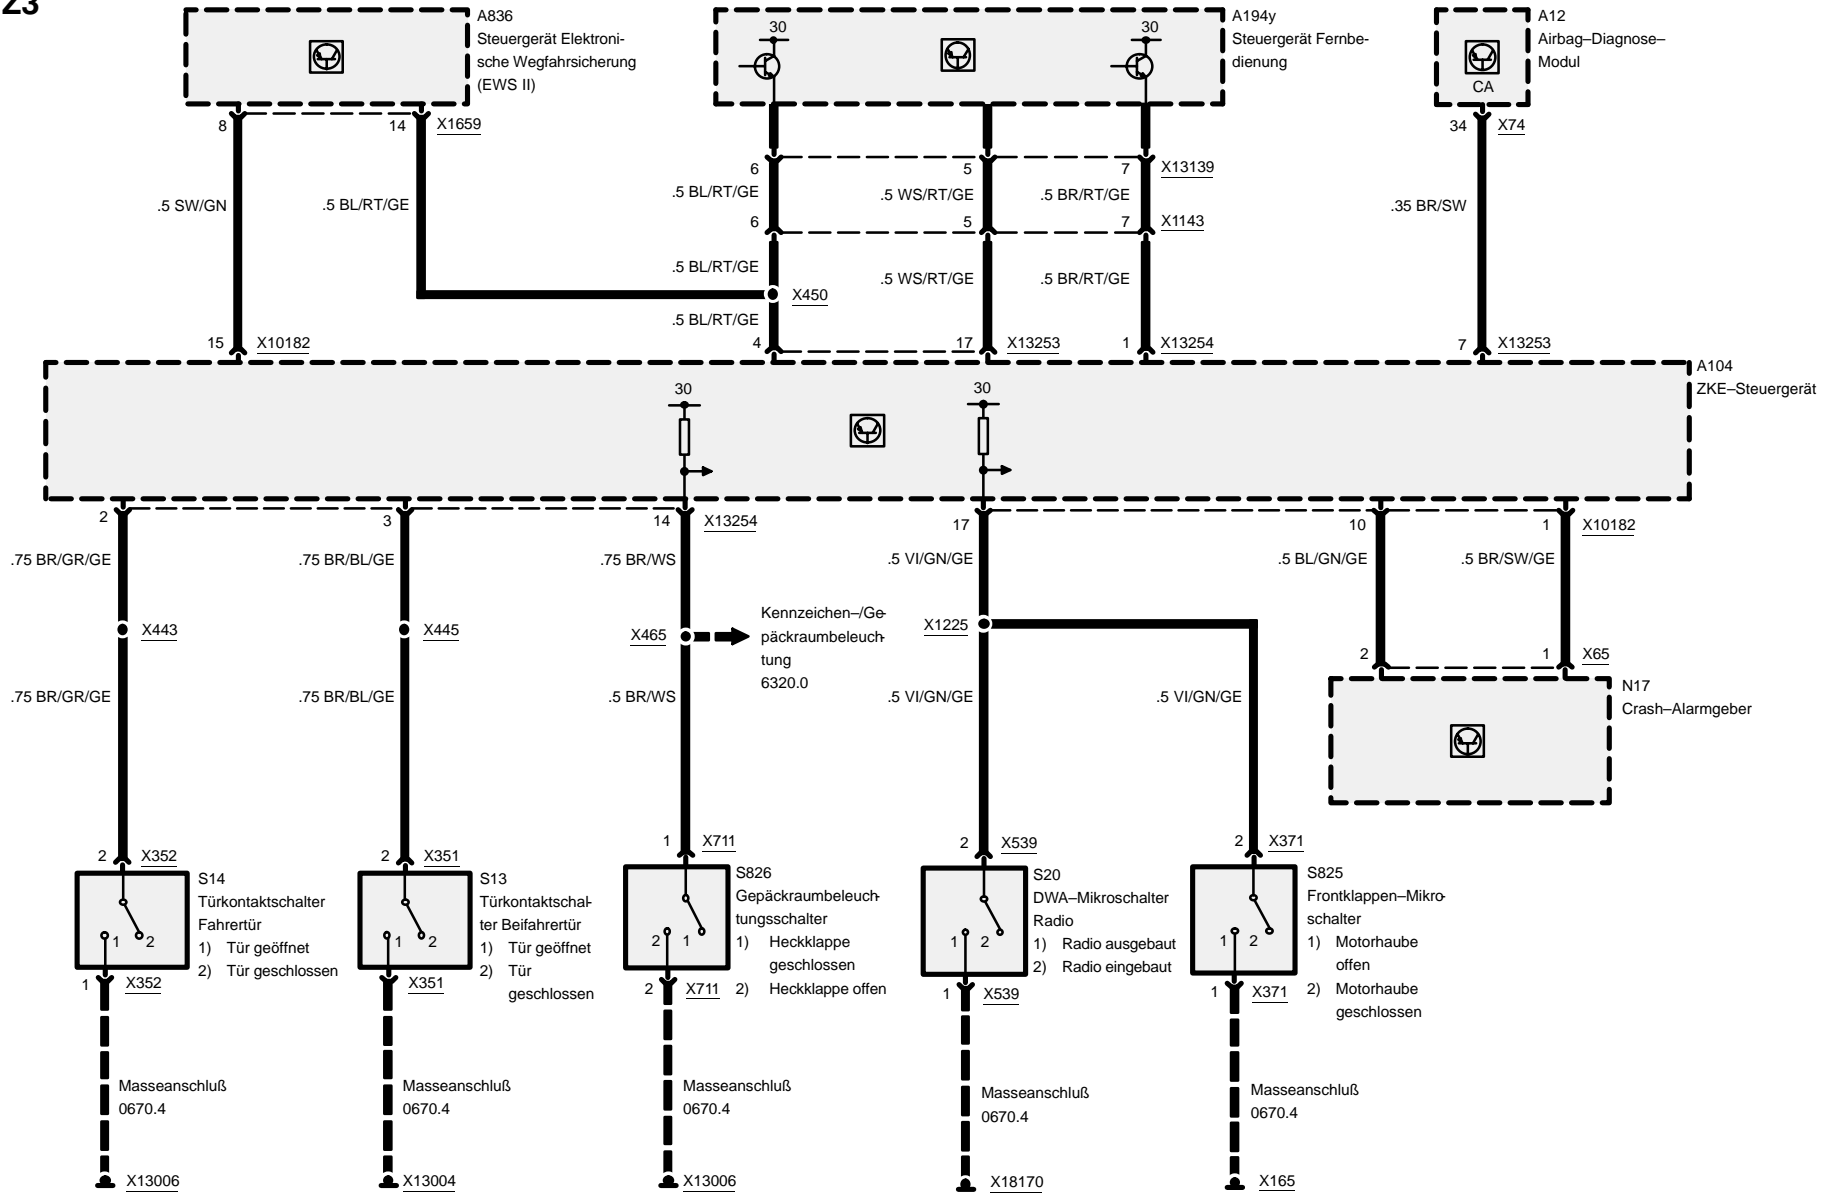 Z3
A836
Steuergerät Elektroni-
sche Wegfahrsicherung
(EWS II)
30
30
A194y
Steuergerät Fernbe-
dienung
CA
A12
Airbag–Diagnose–
Modul
8
14
X1659
34
X74
6
5
7
X13139
.5 SW/GN
.5 BL/RT/GE
.5 BL/RT/GE
.5 WS/RT/GE
.5 BR/RT/GE
.35 BR/SW
6
5
7
X1143
.5 BL/RT/GE
.5 WS/RT/GE
.5 BR/RT/GE
X450
.5 BL/RT/GE
15
X10182
4
17
X13253
1
X13254
7
X13253
A104
ZKE–Steuergerät
30
30
2
3
14
X13254
17
10
1
X10182
.75 BR/GR/GE
.75 BR/BL/GE
.75 BR/WS
.5 VI/GN/GE
.5 BL/GN/GE
.5 BR/SW/GE
X443
X445
X465
Kennzeichen–/Ge-
päckraumbeleuch-
tung
6320.0
X1225
2
1
X65
.75 BR/GR/GE
.75 BR/BL/GE
.5 BR/WS
.5 VI/GN/GE
.5 VI/GN/GE
N17
Crash–Alarmgeber
2
X352
2
X351
1
X711
2
X539
2
X371
1
2
S14
Türkontaktschalter
Fahrertür
1) Tür geöffnet
2) Tür geschlossen
1
2
S13
Türkontaktschal-
ter Beifahrertür
1) Tür geöffnet
2) Tür
geschlossen
2
1
S826
Gepäckraumbeleuch-
tungsschalter
1) Heckklappe
geschlossen
2) Heckklappe offen
1
2
S20
DWA–Mikroschalter
Radio
1) Radio ausgebaut
2) Radio eingebaut
1
2
S825
Frontklappen–Mikro-
schalter
1) Motorhaube
offen
2) Motorhaube
geschlossen
1
X352
X351
2
X711
1
X539
1
X371
Masseanschluß
0670.4
Masseanschluß
0670.4
Masseanschluß
0670.4
Masseanschluß
0670.4
Masseanschluß
0670.4
X13006
X13004
X13006
X18170
X165